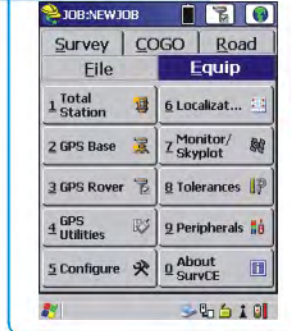 JOB:NEWJOB
Survey COGO Road
File Equip
1 Total Station
6 Localizat...
2 GPS Base
7 Monitor/ Skyplot
3 GPS Rover
8 Tolerances
4 GPS Utilities
9 Peripherals
5 Configure
0 About SurvCE